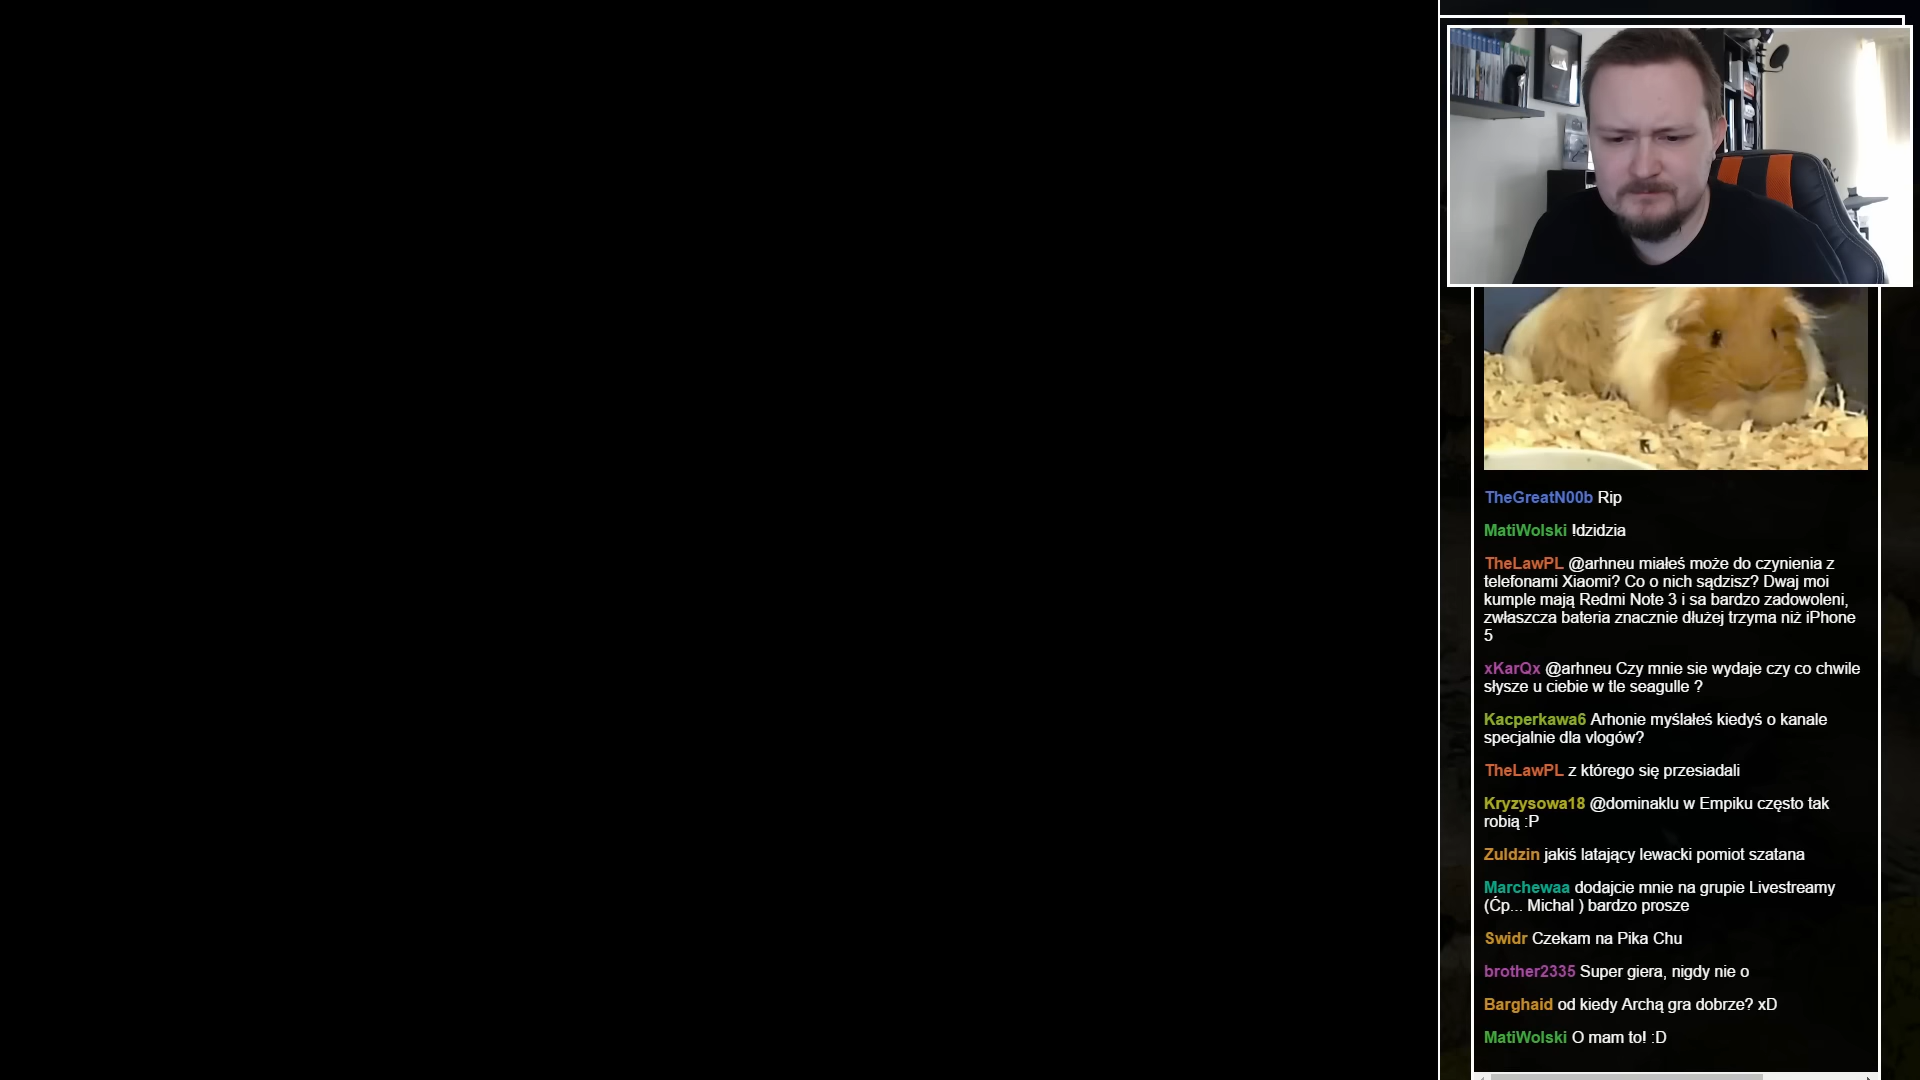 TheGreatN00b Rip
MatiWolski !dzidzia
TheLawPL @arhneu miałeś może do czynienia z
telefonami Xiaomi? Co o nich sądzisz? Dwaj moi
kumple mają Redmi Note 3 i sa bardzo zadowoleni,
zwłaszcza bateria znacznie dłużej trzyma niż iPhone
5
xKarQx @arhneu Czy mnie sie wydaje czy co chwile
słysze u ciebie w tle seagulle ?
Kacperkawa6 Arhonie myślałeś kiedyś o kanale
specjalnie dla vlogów?
TheLawPL z którego się przesiadali
Kryzysowa18 @dominaklu w Empiku często tak
robią :P
Zuldzin jakiś latający lewacki pomiot szatana
Marchewaa dodajcie mnie na grupie Livestreamy
(Ćp... Michal ) bardzo prosze
Swidr Czekam na Pika Chu
brother2335 Super giera, nigdy nie o
Barghaid od kiedy Archą gra dobrze? xD
MatiWolski O mam to! :D